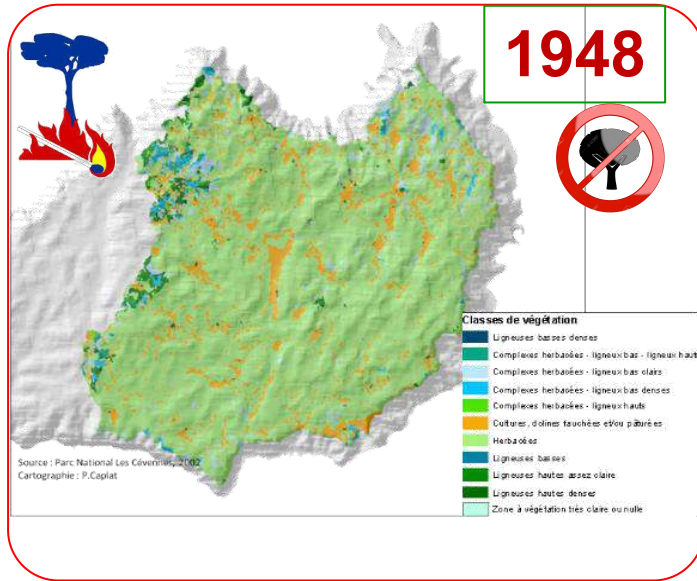 1948
Classes de végétation
Ligneuses basses denses
Complexes herbacées - ligneux bas - ligneux haut
Complexes herbacées - ligneux bas clairs
Complexes herbacées - ligneux bas denses
Complexes herbacées - ligneux hauts
Cultures, dolines fauchées et/ou pâturées
Herbacées
Ligneuses basses
Ligneuses hautes assez claire
Ligneuses hautes denses
Zone à végétation très claire ou nulle
Source : Parc National Les Cévennes, 2002
Cartographie : P.Caplat